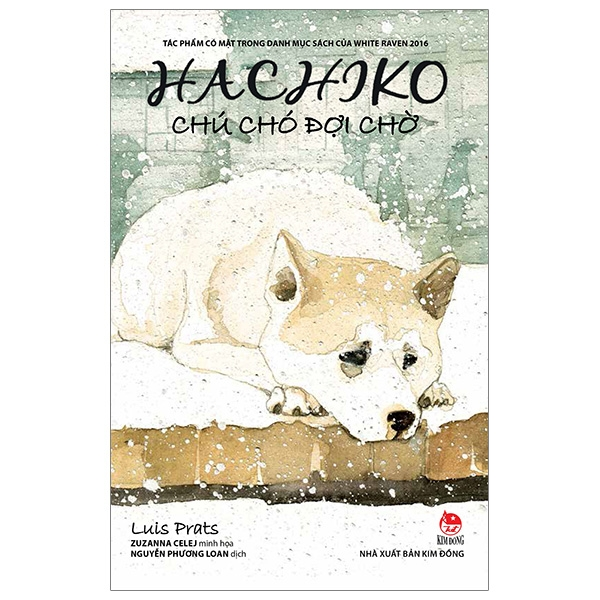 TÁC PHẨM CÓ MẶT TRONG DANH MỤC SÁCH CỦA WHITE RAVEN 2016
HACHIKO
CHÚ CHÓ ĐỢI CHỜ
Luis Prats
ZUZANNA CELEJ minh họa
NGUYỄN PHƯƠNG LOAN dịch
KIM ĐỒNG
NHÀ XUẤT BẢN KIM ĐỒNG